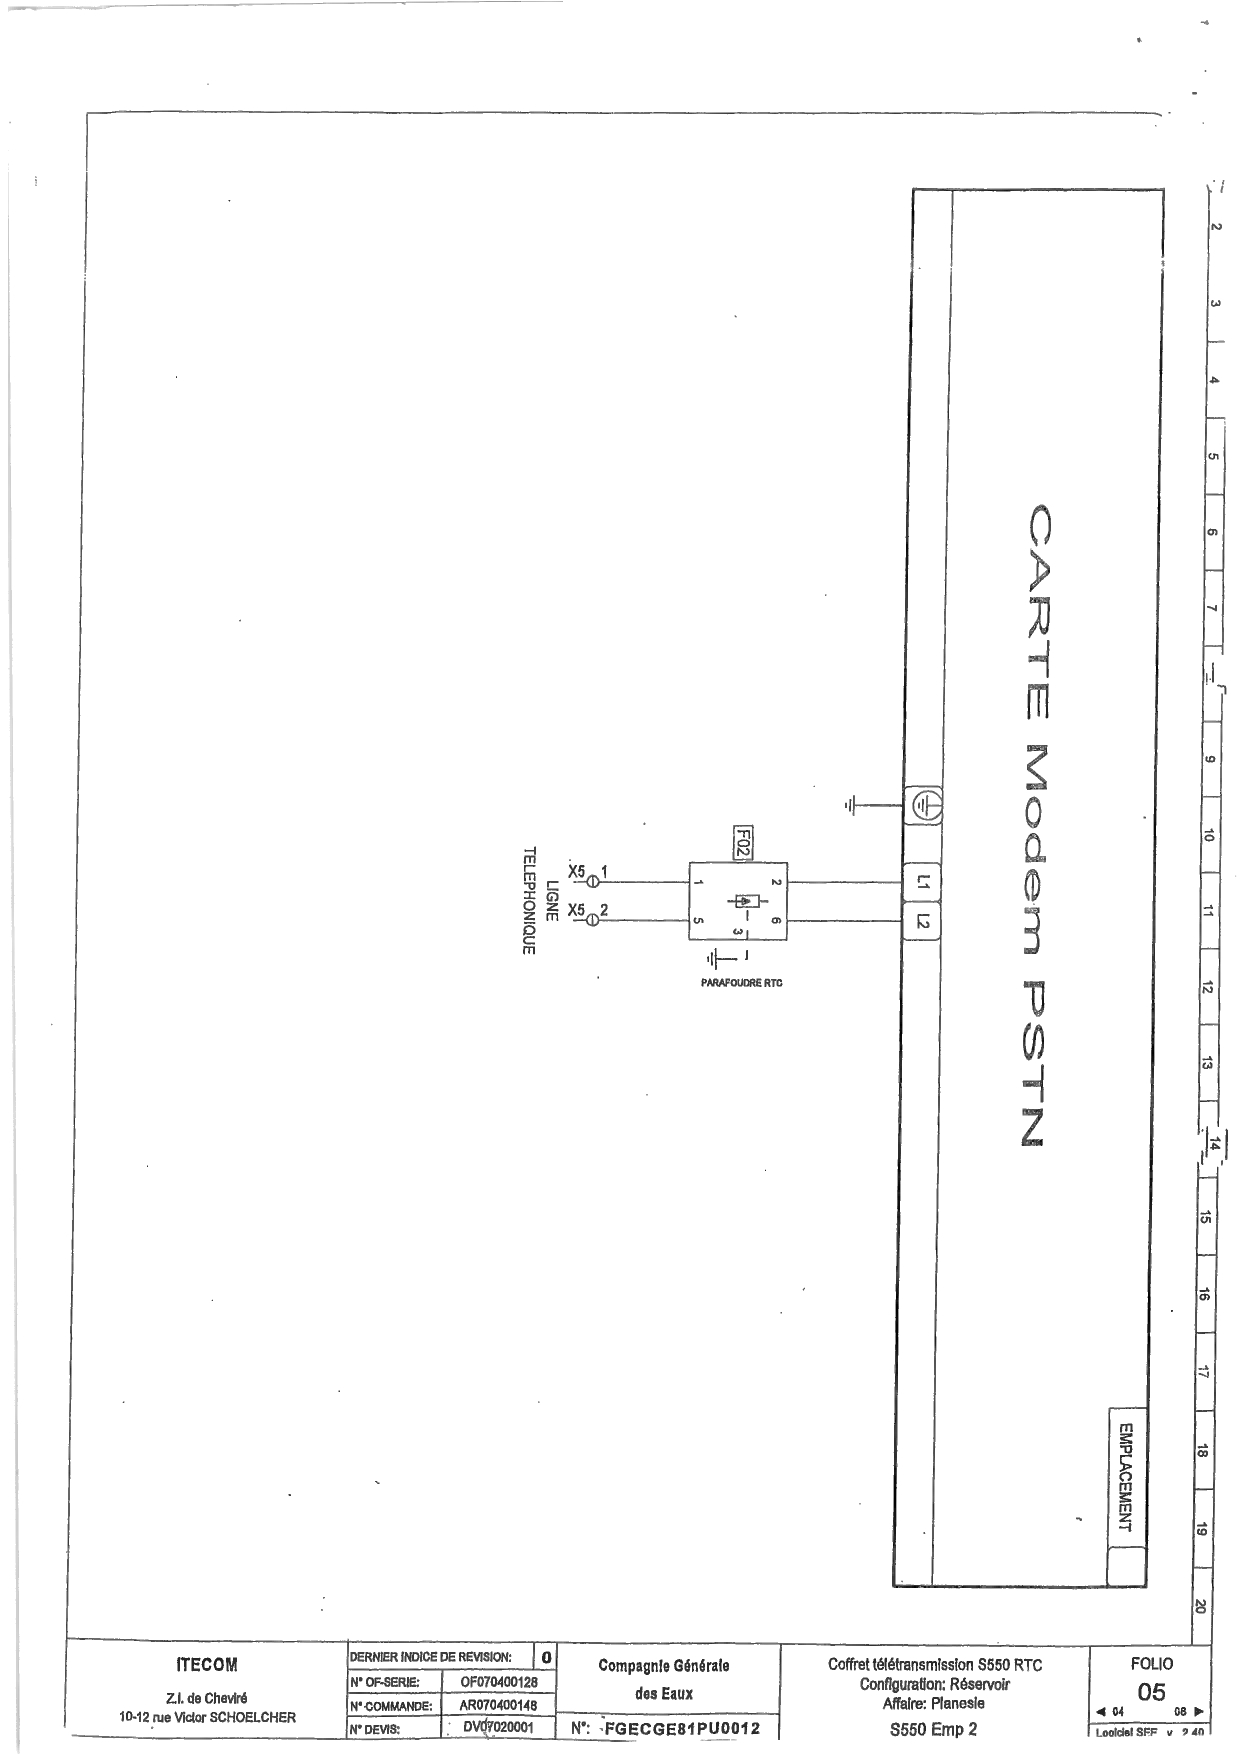 2
3
4
5
6
7
9
10
11
12
13
14
15
16
17
18
19
20
CARTE Modem PSTN
EMPLACEMENT
L1
L2
F02
2
6
1
5
3
PARAFOUDRE RTC
X5 1
X5 2
LIGNE
TELEPHONIQUE
ITECOM
Z.I. de Cheviré
10-12 rue Victor SCHOELCHER
DERNIER INDICE DE REVISION: 0
N° OF-SERIE: OF070400128
N° COMMANDE: AR070400148
N° DEVIS: DV07020001
Compagnie Générale
des Eaux
N°: FGECGE81PU0012
Coffret télétransmission S550 RTC
Configuration: Réservoir
Affaire: Planesie
S550 Emp 2
FOLIO
05
◄ 04 06 ►
Logiciel SEE v 2.40